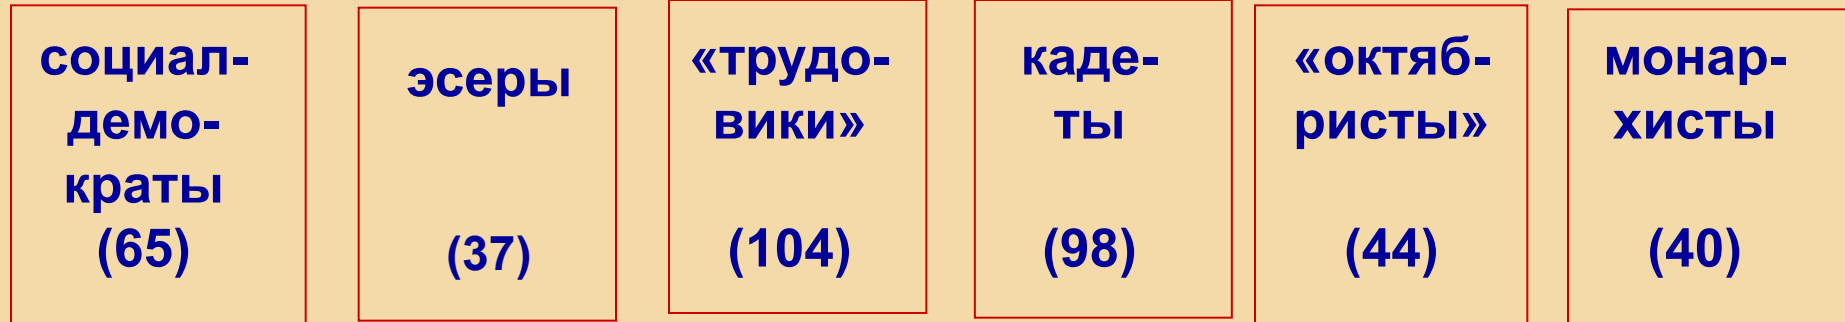 социал-
демо-
краты
(65)
эсеры
(37)
«трудо-
вики»
(104)
каде-
ты
(98)
«октяб-
ристы»
(44)
монар-
хисты
(40)